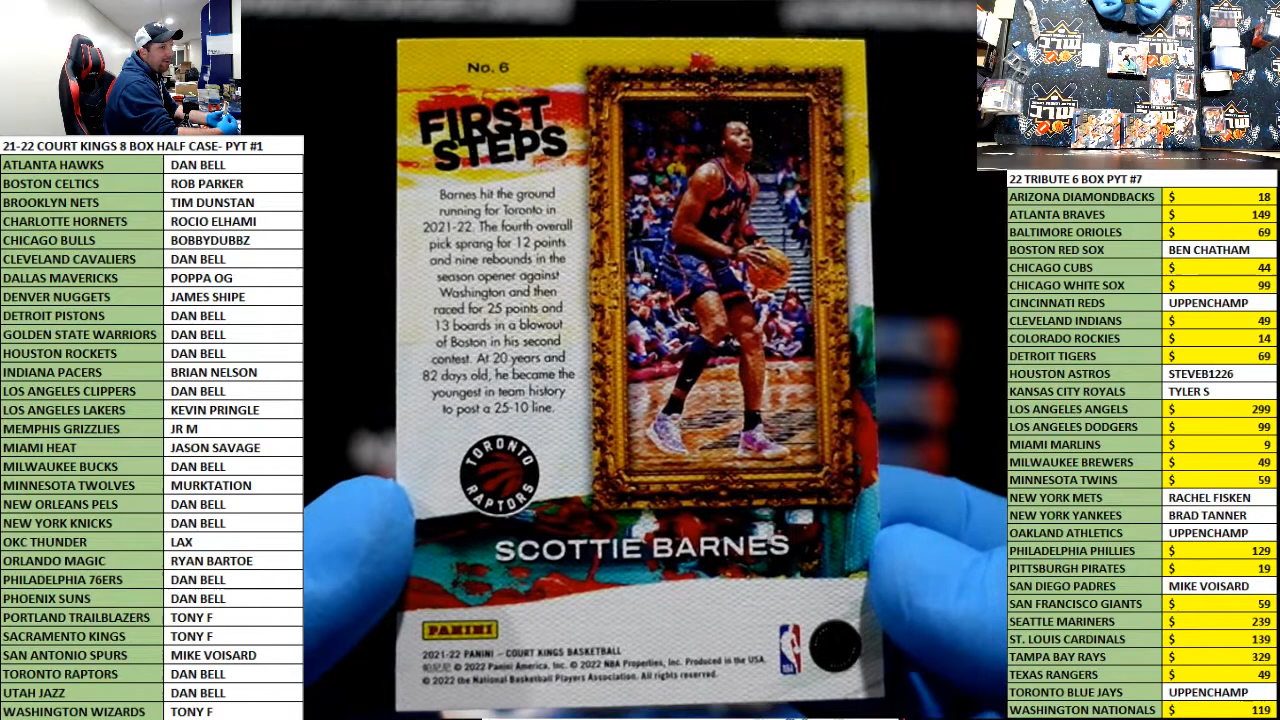 21-22 COURT KINGS 8 BOX HALF CASE- PYT #1
ATLANTA HAWKS DAN BELL
BOSTON CELTICS ROB PARKER
BROOKLYN NETS TIM DUNSTAN
CHARLOTTE HORNETS ROCIO ELHAMI
CHICAGO BULLS BOBBYDUBBZ
CLEVELAND CAVALIERS DAN BELL
DALLAS MAVERICKS POPPA OG
DENVER NUGGETS JAMES SHIPE
DETROIT PISTONS DAN BELL
GOLDEN STATE WARRIORS DAN BELL
HOUSTON ROCKETS DAN BELL
INDIANA PACERS BRIAN NELSON
LOS ANGELES CLIPPERS DAN BELL
LOS ANGELES LAKERS KEVIN PRINGLE
MEMPHIS GRIZZLIES JR M
MIAMI HEAT JASON SAVAGE
MILWAUKEE BUCKS DAN BELL
MINNESOTA TWOLVES MURKTATION
NEW ORLEANS PELS DAN BELL
NEW YORK KNICKS DAN BELL
OKC THUNDER LAX
ORLANDO MAGIC RYAN BARTOE
PHILADELPHIA 76ERS DAN BELL
PHOENIX SUNS DAN BELL
PORTLAND TRAILBLAZERS TONY F
SACRAMENTO KINGS TONY F
SAN ANTONIO SPURS MIKE VOISARD
TORONTO RAPTORS DAN BELL
UTAH JAZZ DAN BELL
WASHINGTON WIZARDS TONY F
No. 6
FIRST
STEPS
Barnes hit the ground
running for Toronto in
2021-22. The fourth overall
pick sprang for 12 points
and nine rebounds in the
season opener against
Washington and then
raced for 25 points and
13 boards in a blowout
of Boston in his second
contest. At 20 years and
82 days old, he became the
youngest in team history
to post a 25-10 line.
TORONTO
RAPTORS
SCOTTIE BARNES
PANINI
2021-22 PANINI – COURT KINGS BASKETBALL
© 2022 Panini America, Inc. © 2022 NBA Properties, Inc. Produced in the USA.
© 2022 the National Basketball Players Association. All rights reserved.
NBA
22 TRIBUTE 6 BOX PYT #7
ARIZONA DIAMONDBACKS $ 18
ATLANTA BRAVES $ 149
BALTIMORE ORIOLES $ 69
BOSTON RED SOX BEN CHATHAM
CHICAGO CUBS $ 44
CHICAGO WHITE SOX $ 99
CINCINNATI REDS UPPENCHAMP
CLEVELAND INDIANS $ 49
COLORADO ROCKIES $ 14
DETROIT TIGERS $ 69
HOUSTON ASTROS STEVEB1226
KANSAS CITY ROYALS TYLER S
LOS ANGELES ANGELS $ 299
LOS ANGELES DODGERS $ 99
MIAMI MARLINS $ 9
MILWAUKEE BREWERS $ 49
MINNESOTA TWINS $ 59
NEW YORK METS RACHEL FISKEN
NEW YORK YANKEES BRAD TANNER
OAKLAND ATHLETICS UPPENCHAMP
PHILADELPHIA PHILLIES $ 129
PITTSBURGH PIRATES $ 19
SAN DIEGO PADRES MIKE VOISARD
SAN FRANCISCO GIANTS $ 59
SEATTLE MARINERS $ 239
ST. LOUIS CARDINALS $ 139
TAMPA BAY RAYS $ 329
TEXAS RANGERS $ 49
TORONTO BLUE JAYS UPPENCHAMP
WASHINGTON NATIONALS $ 119